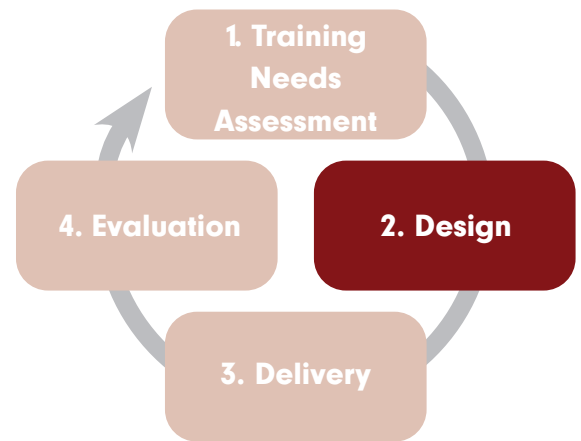 1. Training
Needs
Assessment
2. Design
3. Delivery
4. Evaluation